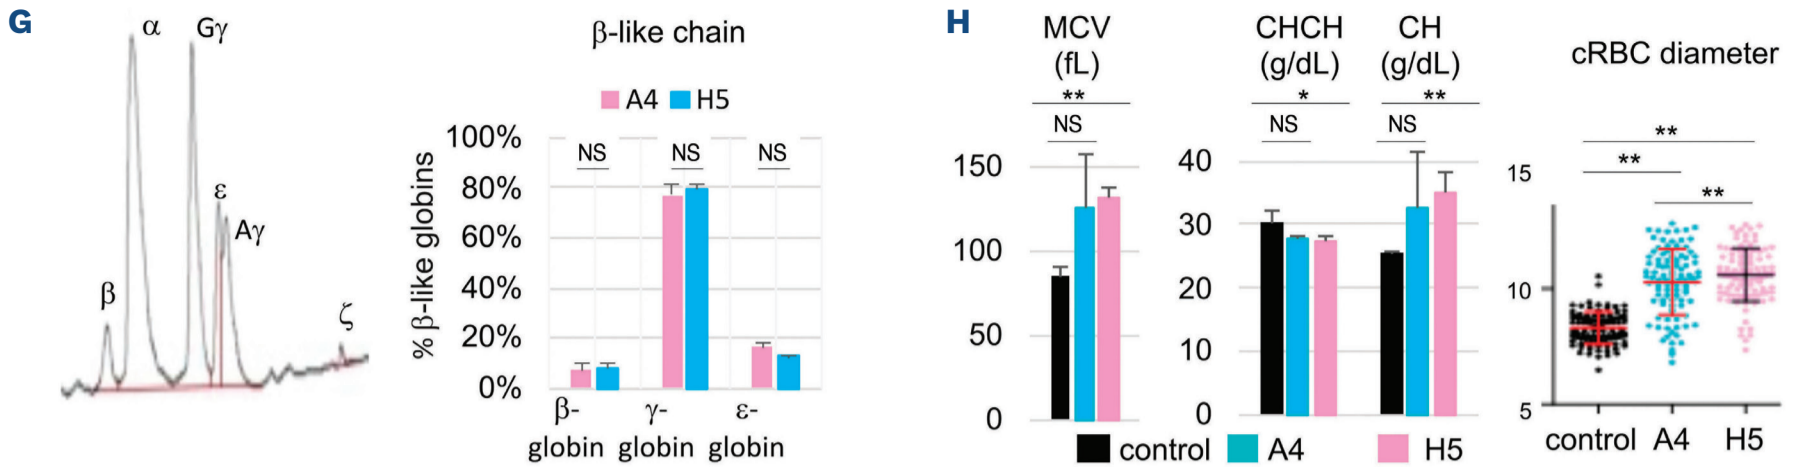 G
α
Gγ
ε
Aγ
β
ζ
β-like chain
A4 H5
% β-like globins
100%
80%
60%
40%
20%
0%
NS NS NS
β-globin γ-globin ε-globin
H
MCV (fL)
**
NS
150
100
50
0
CHCH (g/dL)
*
NS
CH (g/dL)
**
NS
40
30
20
10
0
control A4 H5
cRBC diameter
**
**
**
15
10
5
control A4 H5